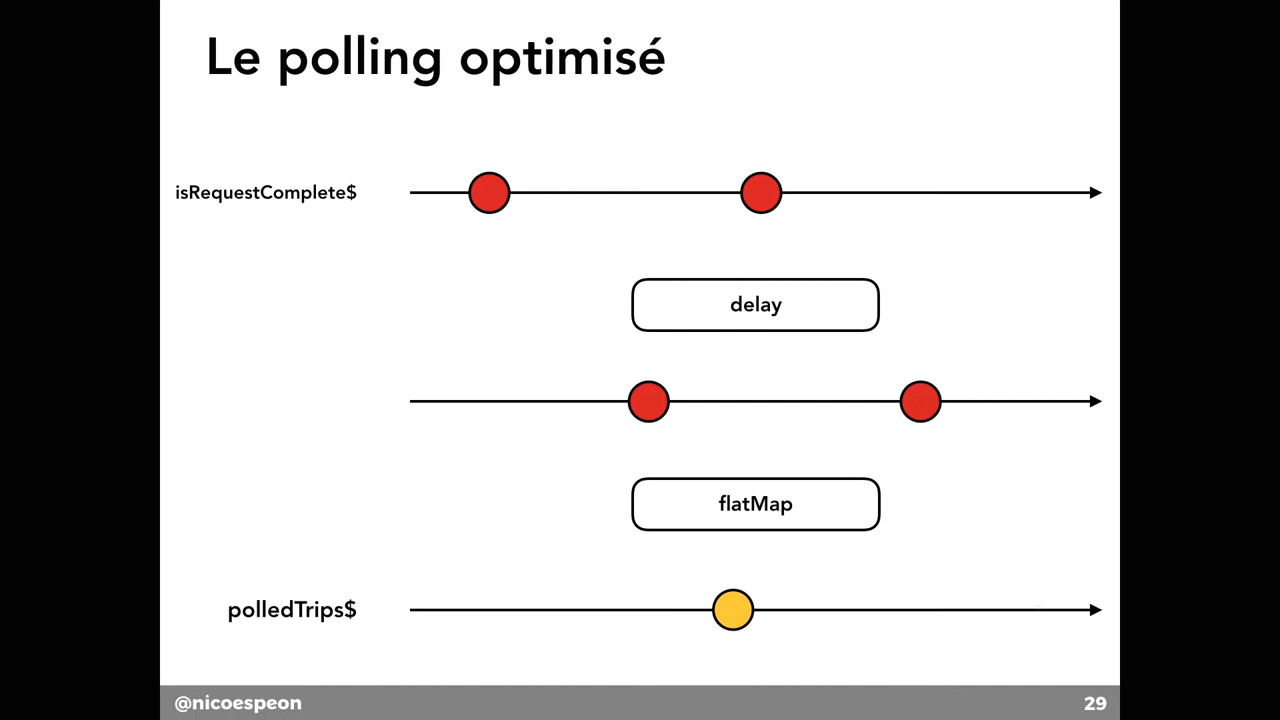 Le polling optimisé
isRequestComplete$
delay
flatMap
polledTrips$
@nicoespeon
29